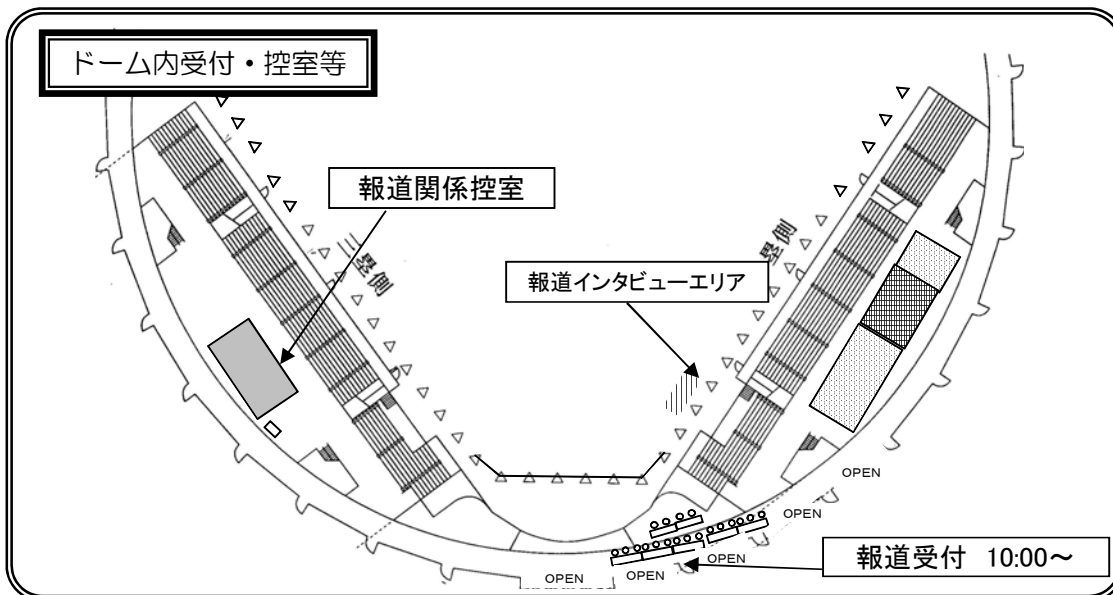 ドーム内受付・控室等
報道関係控室
三塁側
塁側
報道インタビューエリア
OPEN
OPEN
OPEN
OPEN
OPEN
報道受付 10:00～